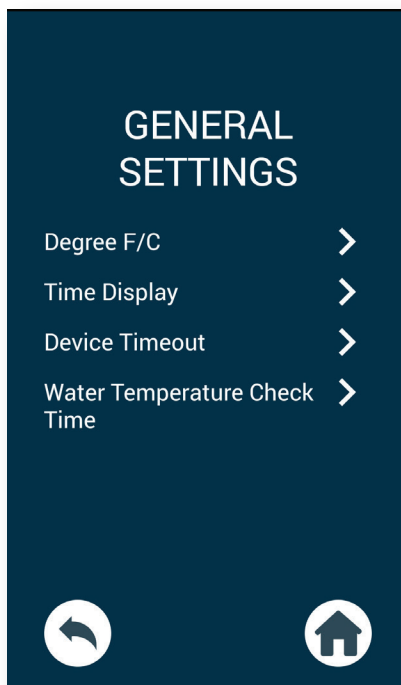 GENERAL
SETTINGS
Degree F/C
Time Display
Device Timeout
Water Temperature Check
Time